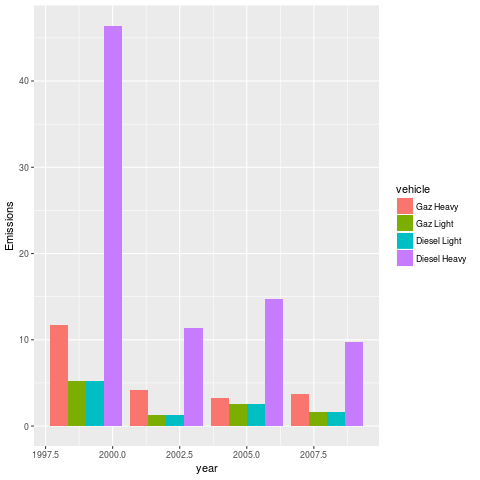 40
30
20
10
0
Emissions
1997.5 2000.0 2002.5 2005.0 2007.5
year
vehicle
Gaz Heavy
Gaz Light
Diesel Light
Diesel Heavy